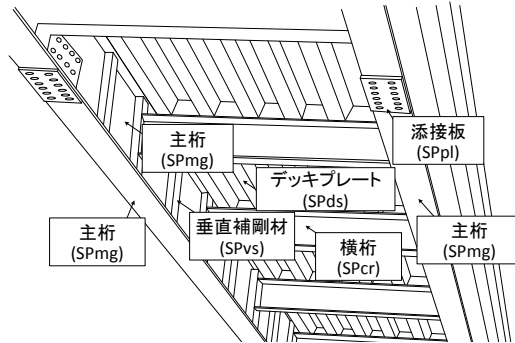 主桁
(SPmg)
添接板
(SPpl)
デッキプレート
(SPds)
主桁
(SPmg)
垂直補剛材
(SPvs)
横桁
(SPcr)
主桁
(SPmg)